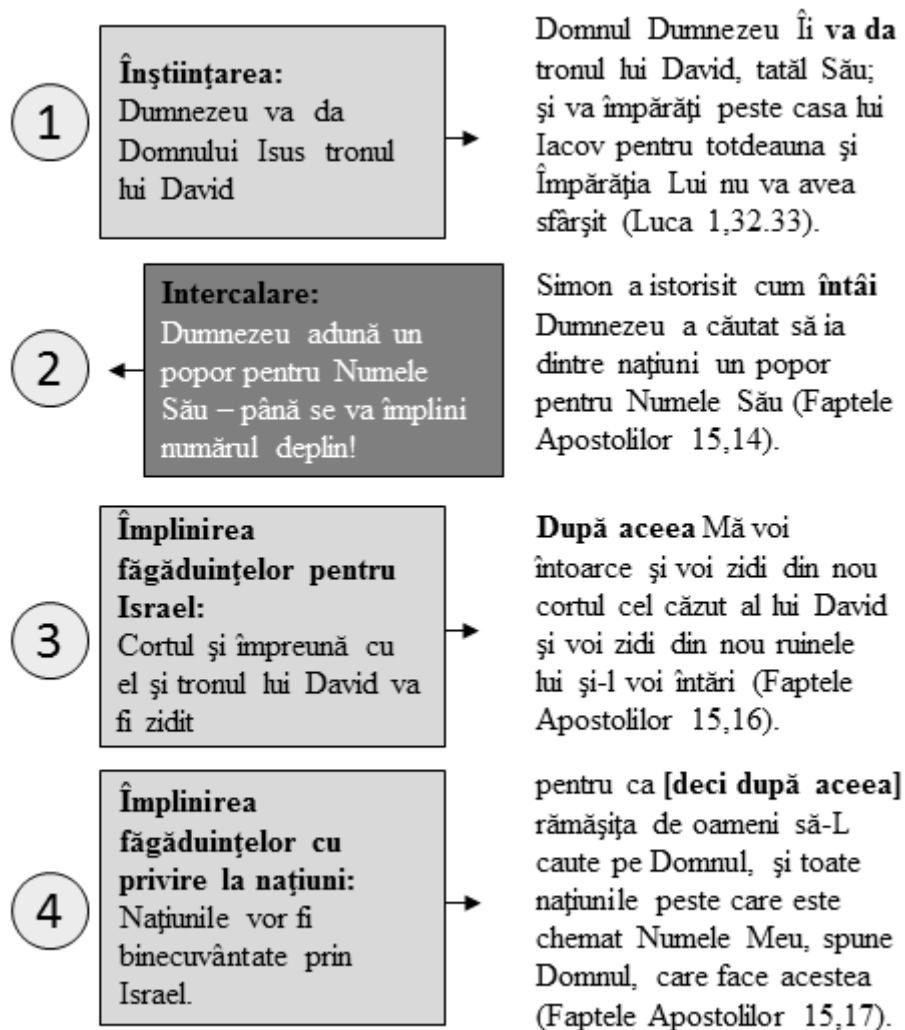 1
Înştiinţarea:
Dumnezeu va da
Domnului Isus tronul
lui David
Domnul Dumnezeu Îi va da
tronul lui David, tatăl Său;
şi va împărăţi peste casa lui
Iacov pentru totdeauna şi
Împărăţia Lui nu va avea
sfârşit (Luca 1,32.33).
2
Intercalare:
Dumnezeu adună un
popor pentru Numele
Său – până se va împlini
numărul deplin!
Simon a istorisit cum întâi
Dumnezeu a căutat să ia
dintre naţiuni un popor
pentru Numele Său (Faptele
Apostolilor 15,14).
3
Împlinirea
făgăduinţelor pentru
Israel:
Cortul şi împreună cu
el şi tronul lui David va
fi zidit
După aceea Mă voi
întoarce şi voi zidi din nou
cortul cel căzut al lui David
şi voi zidi din nou ruinele
lui şi-l voi întări (Faptele
Apostolilor 15,16).
4
Împlinirea
făgăduinţelor cu
privire la naţiuni:
Naţiunile vor fi
binecuvântate prin
Israel.
pentru ca [deci după aceea]
rămăşiţa de oameni să-L
caute pe Domnul, şi toate
naţiunile peste care este
chemat Numele Meu, spune
Domnul, care face acestea
(Faptele Apostolilor 15,17).